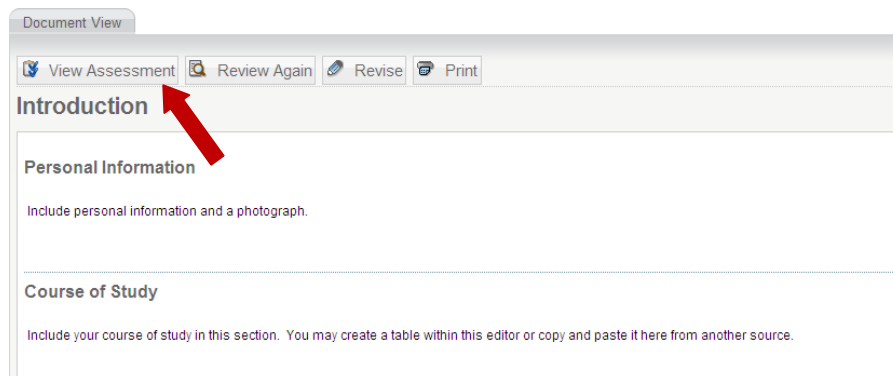 Document View
View Assessment Review Again Revise Print
Introduction
Personal Information
Include personal information and a photograph.
Course of Study
Include your course of study in this section.  You may create a table within this editor or copy and paste it here from another source.